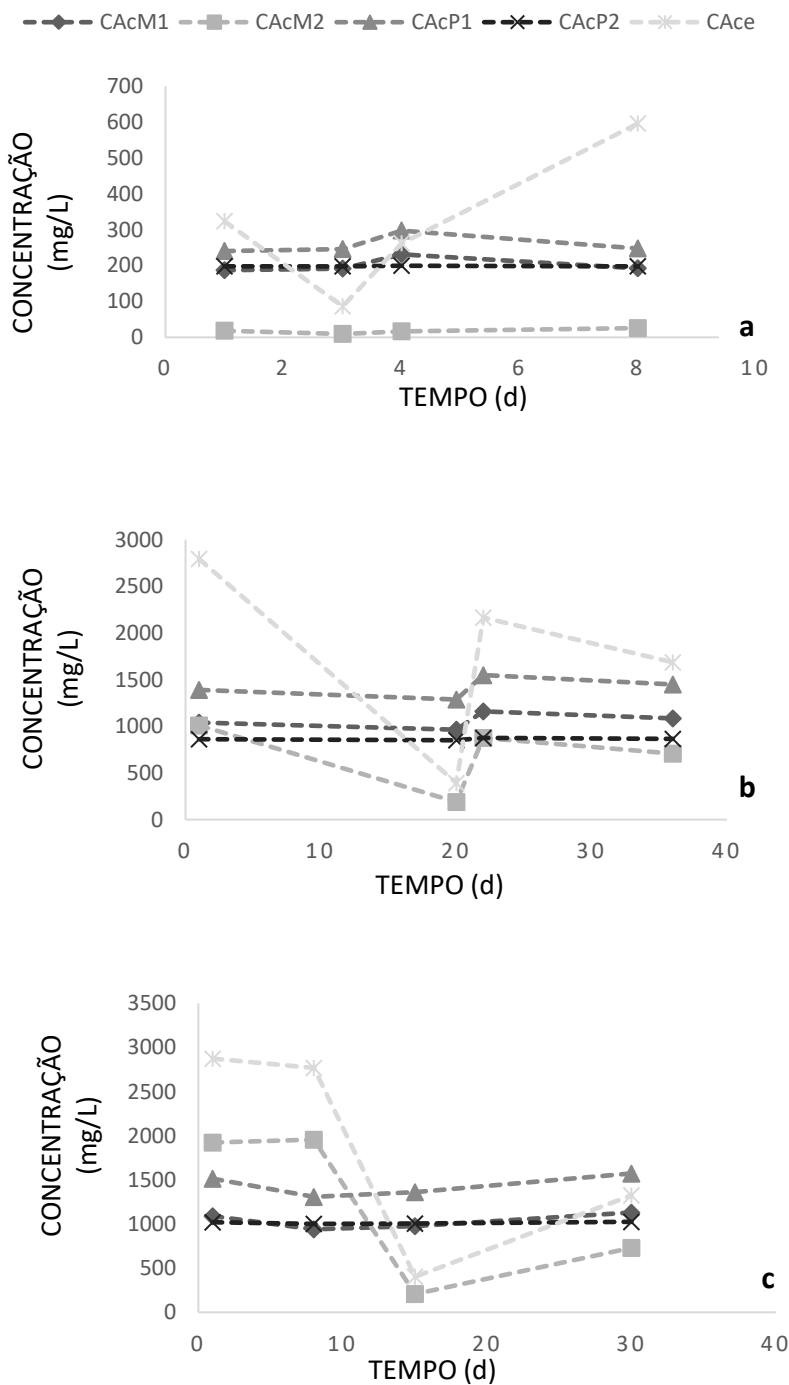 CAcM1 CAcM2 CAcP1 CAcP2 CAce
700
600
500
400
300
200
100
0
0 2 4 6 8 10
CONCENTRAÇÃO
(mg/L)
TEMPO (d)
a
3000
2500
2000
1500
1000
500
0
0 10 20 30 40
CONCENTRAÇÃO
(mg/L)
TEMPO (d)
b
3500
3000
2500
2000
1500
1000
500
0
0 10 20 30 40
CONCENTRAÇÃO
(mg/L)
TEMPO (d)
c